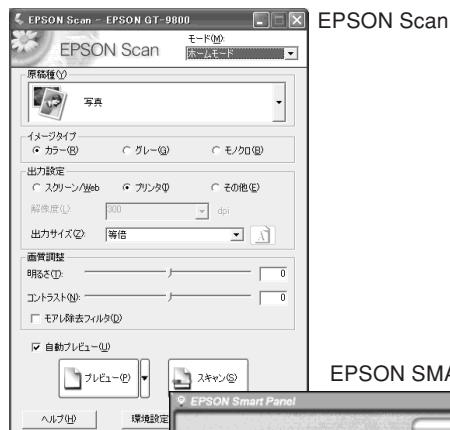 EPSON Scan - EPSON GT-9800
EPSON Scan
EPSON Scan
モード(M):
ホームモード
原稿種(Y)
写真
イメージタイプ
カラー(R)
グレー(G)
モノクロ(B)
出力設定
スクリーン/Web
プリンタ(I)
その他(E)
解像度(L):
300
dpi
出力サイズ(Z):
等倍
A
画質調整
明るさ(T):
0
コントラスト(N):
0
モアレ除去フィルタ(D)
自動プレビュー(U)
プレビュー(P)
スキャン(S)
ヘルプ(H)
環境設定
EPSON SMA
EPSON Smart Panel